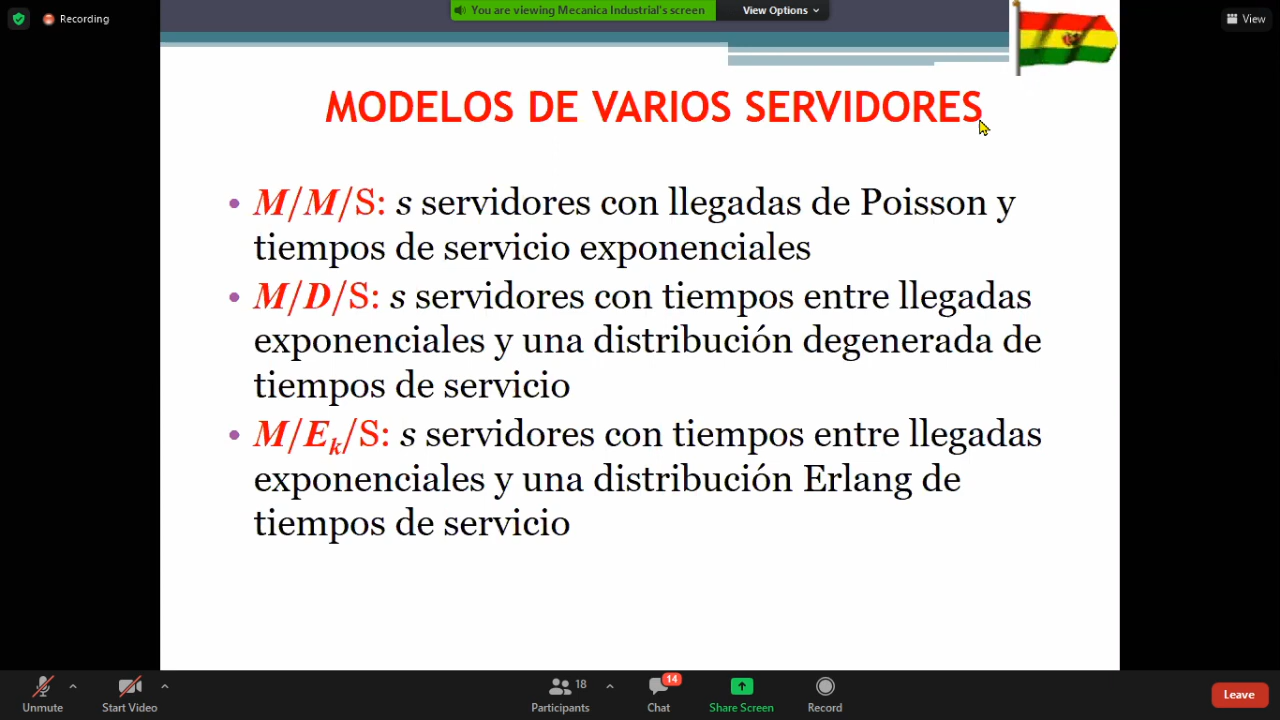 Recording
You are viewing Mecanica Industrial's screen
View Options
View
MODELOS DE VARIOS SERVIDORES
• M/M/S: s servidores con llegadas de Poisson y
tiempos de servicio exponenciales
• M/D/S: s servidores con tiempos entre llegadas
exponenciales y una distribución degenerada de
tiempos de servicio
• M/Ek/S: s servidores con tiempos entre llegadas
exponenciales y una distribución Erlang de
tiempos de servicio
Unmute
Start Video
18
Participants
14
Chat
Share Screen
Record
Leave